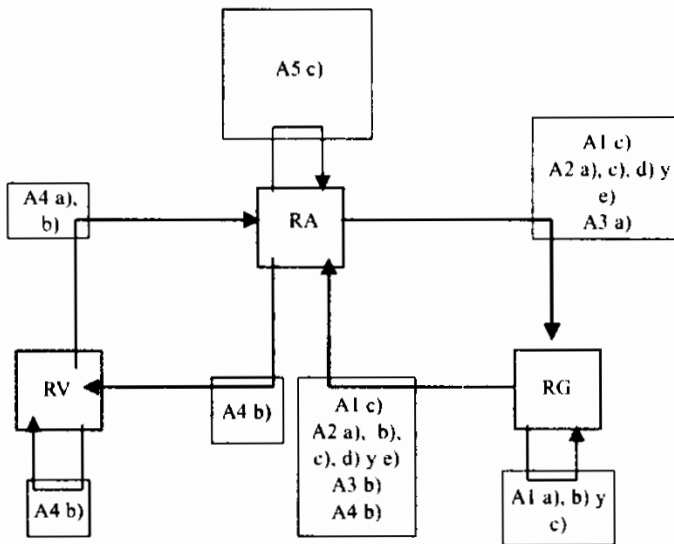 A5 c)
A1 c)
A2 a), c), d) y
e)
A3 a)
A4 a),
b)
RA
RV
RG
A4 b)
A1 c)
A2 a), b),
c), d) y e)
A3 b)
A4 b)
A4 b)
A1 a), b) y
c)